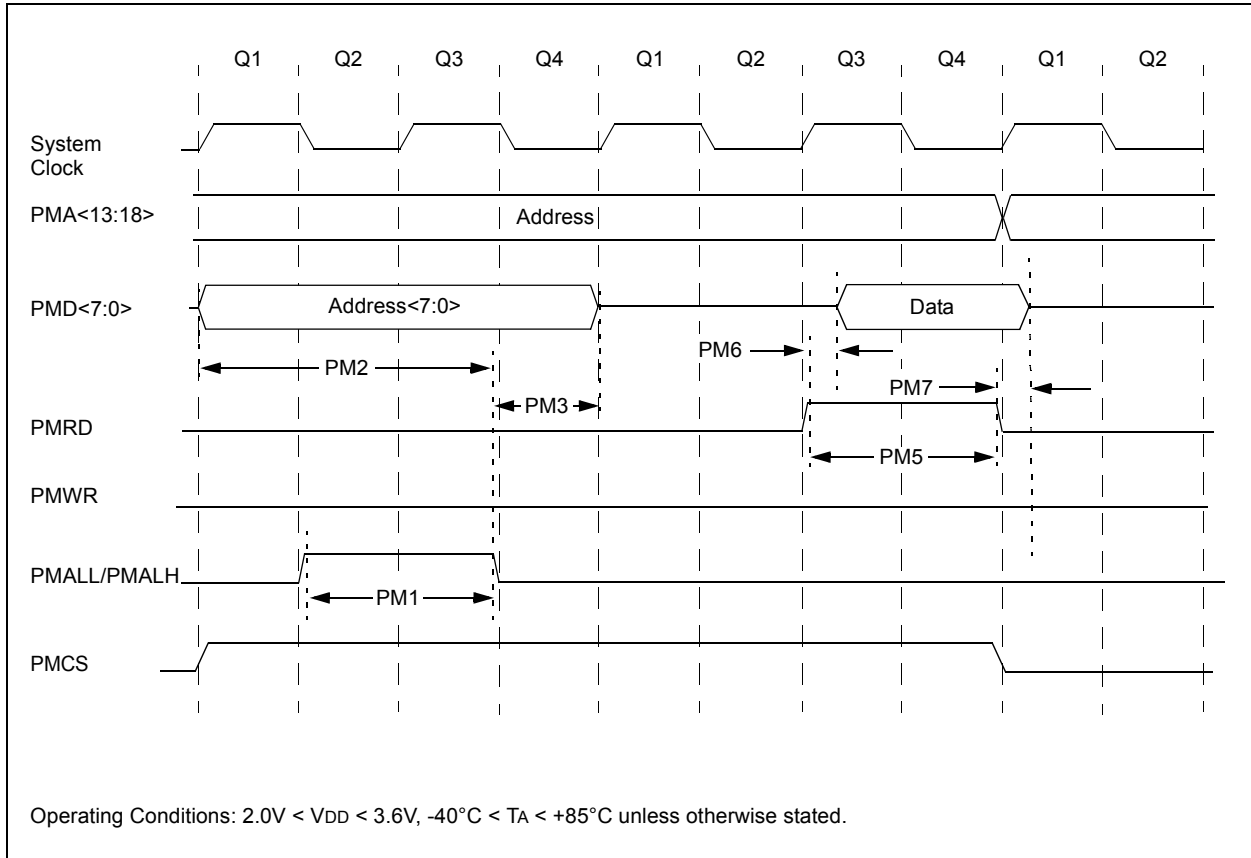 Q1 Q2 Q3 Q4 Q1 Q2 Q3 Q4 Q1 Q2
System
Clock
PMA<13:18>
Address
PMD<7:0>
Address<7:0>
Data
PM6
PM2
PM7
PM3
PMRD
PM5
PMWR
PMALL/PMALH
PM1
PMCS
Operating Conditions: 2.0V < VDD < 3.6V, -40°C < TA < +85°C unless otherwise stated.